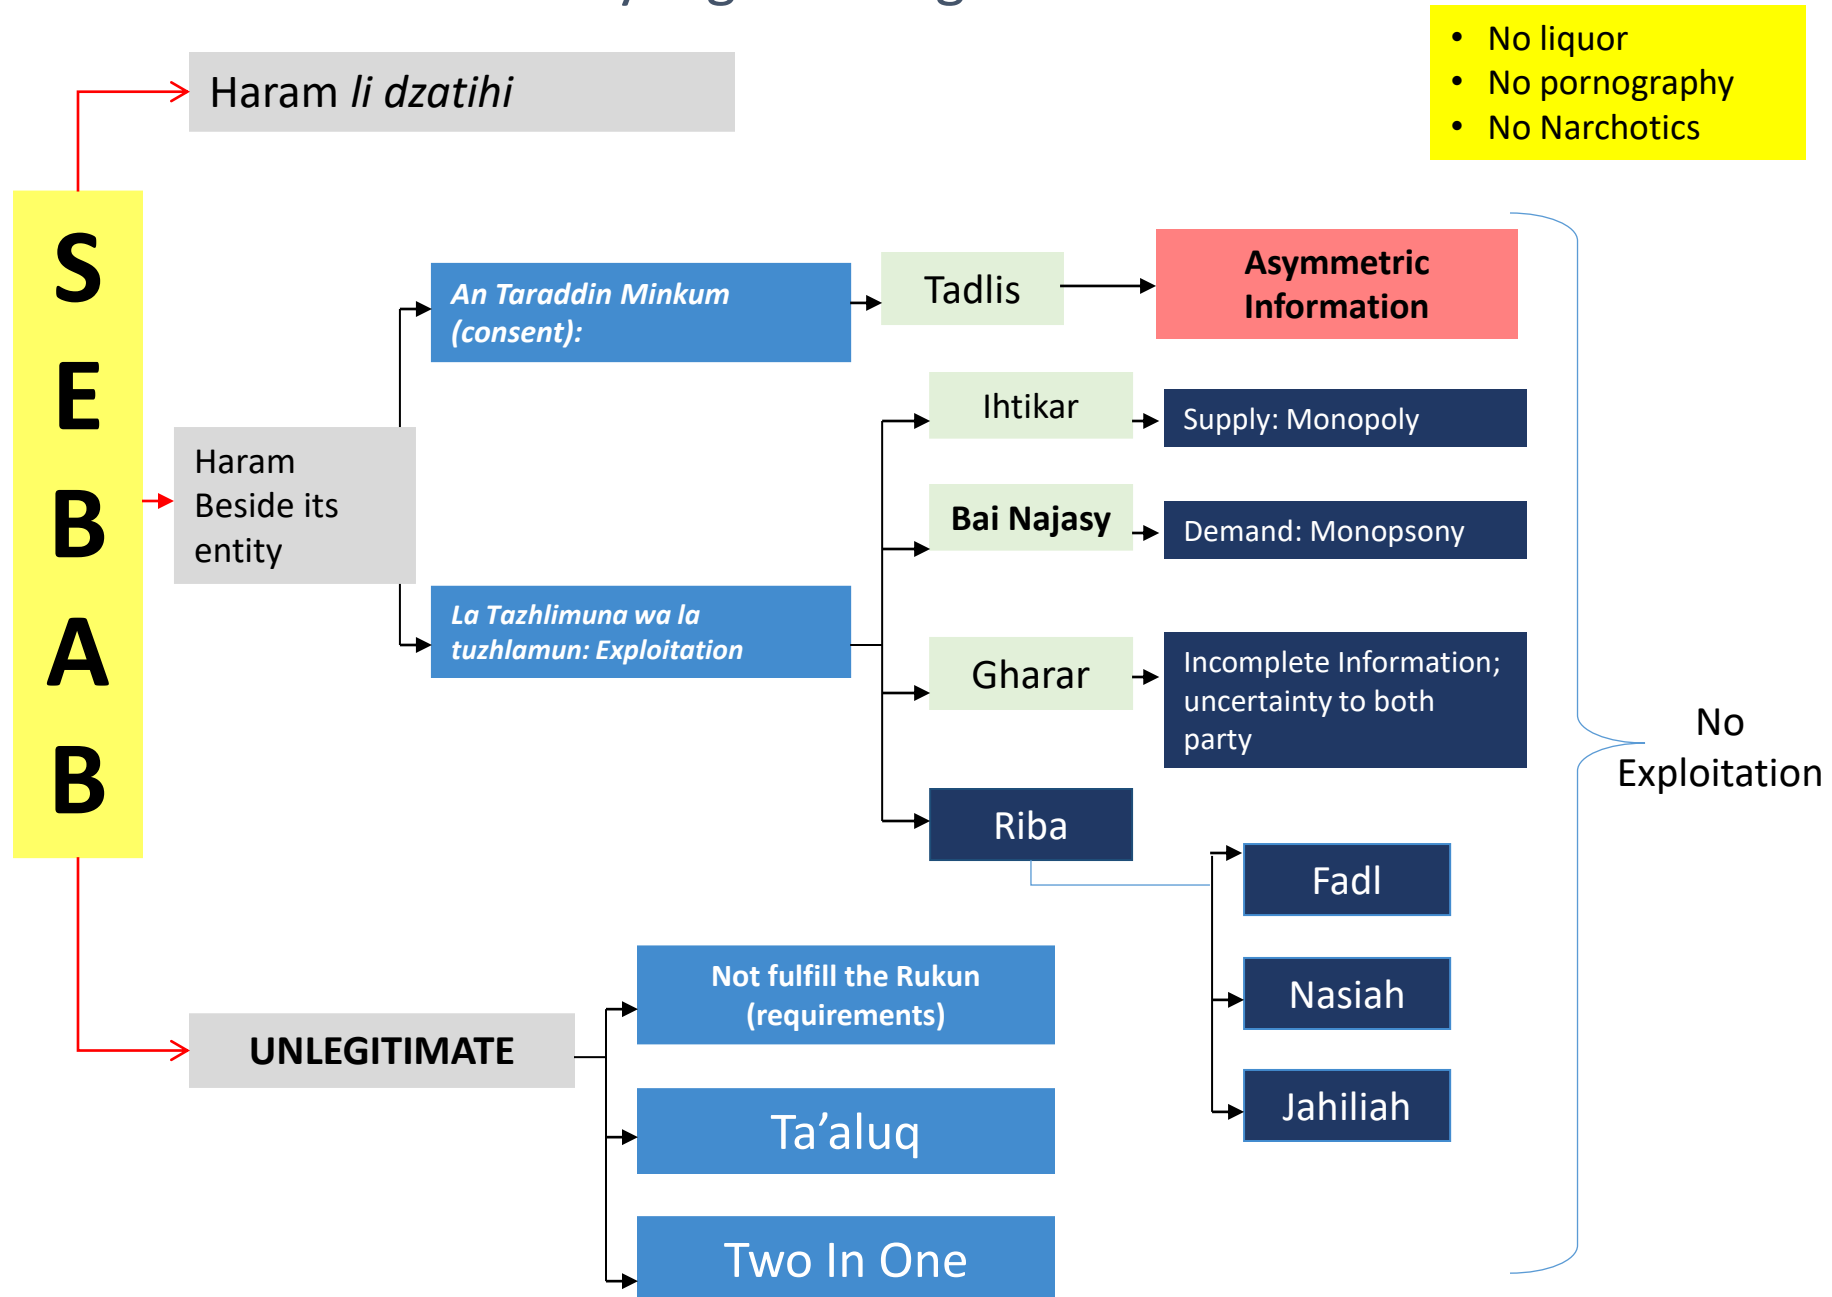 • No liquor
• No pornography
• No Narchotics
Haram li dzatihi
S
E
B
A
B
An Taraddin Minkum
(consent):
Tadlis
Asymmetric
Information
Ihtikar
Supply: Monopoly
Haram
Beside its
entity
Bai Najasy
Demand: Monopsony
La Tazhlimuna wa la
tuzhlamun: Exploitation
Gharar
Incomplete Information;
uncertainty to both
party
No
Exploitation
Riba
Fadl
Nasiah
Jahiliah
UNLEGITIMATE
Not fulfill the Rukun
(requirements)
Ta’aluq
Two In One